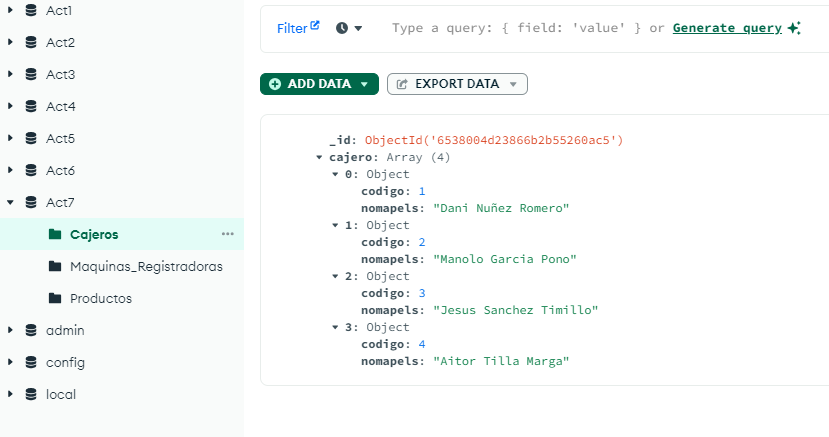 Act1
Act2
Act3
Act4
Act5
Act6
Act7
Cajeros
Maquinas_Registradoras
Productos
admin
config
local
Filter
Type a query: { field: 'value' } or Generate query
ADD DATA
EXPORT DATA
_id: ObjectId('6538004d23866b2b55260ac5')
cajero: Array (4)
0: Object
codigo: 1
nomapels: "Dani Nuñez Romero"
1: Object
codigo: 2
nomapels: "Manolo Garcia Pono"
2: Object
codigo: 3
nomapels: "Jesus Sanchez Timillo"
3: Object
codigo: 4
nomapels: "Aitor Tilla Marga"